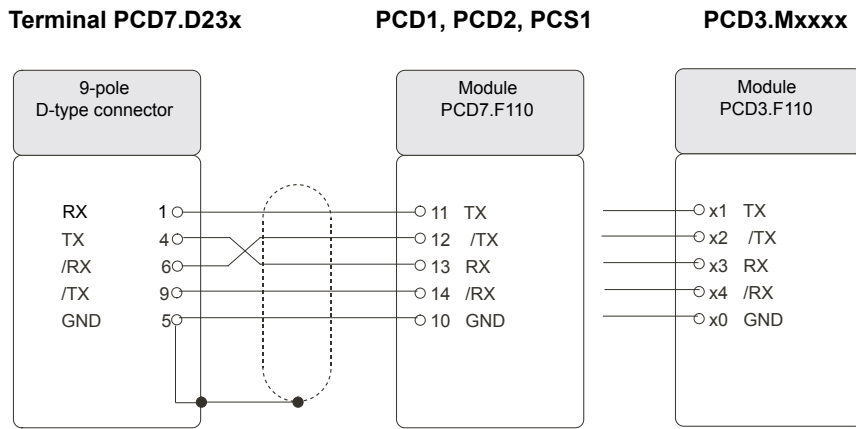 Terminal PCD7.D23x PCD1, PCD2, PCS1 PCD3.Mxxxx
9-pole
D-type connector
Module
PCD7.F110
Module
PCD3.F110
RX 1 11 TX x1 TX
TX 4 12 /TX x2 /TX
/RX 6 13 RX x3 RX
/TX 9 14 /RX x4 /RX
GND 5 10 GND x0 GND